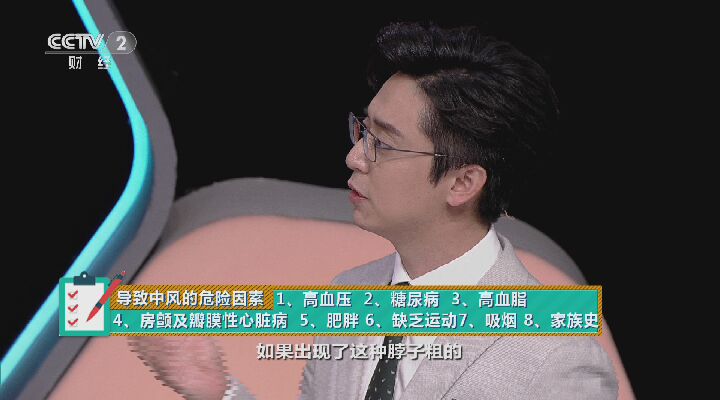 CCTV 2
财经
导致中风的危险因素 1、高血压 2、糖尿病 3、高血脂
4、房颤及瓣膜性心脏病 5、肥胖 6、缺乏运动7、吸烟 8、家族史
如果出现了这种脖子粗的